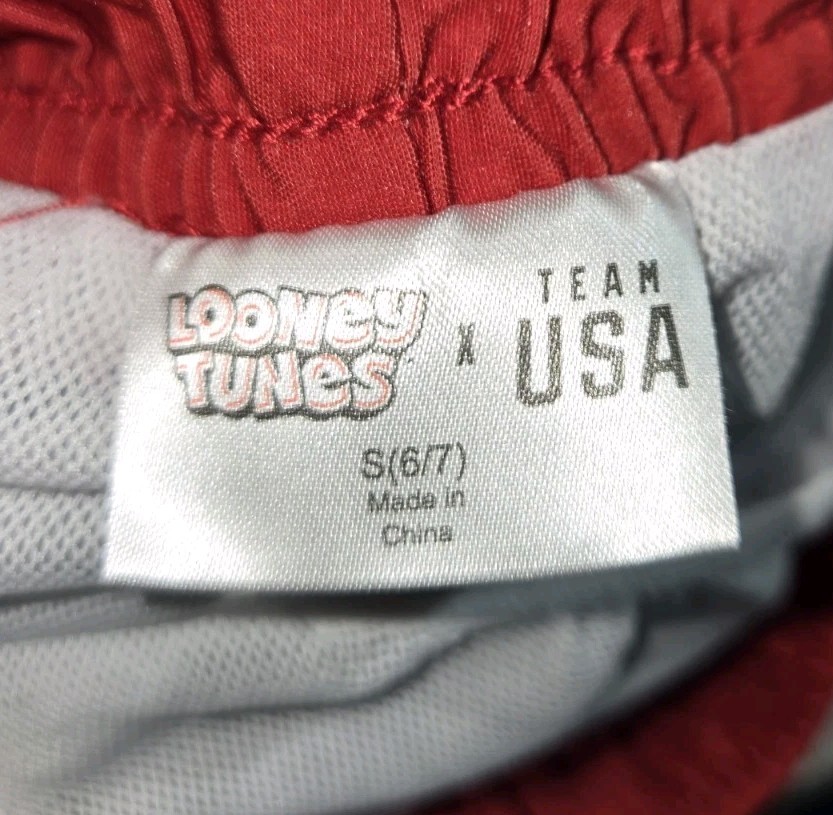 LOONEY TUNES X TEAM USA
S(6/7)
Made in
China